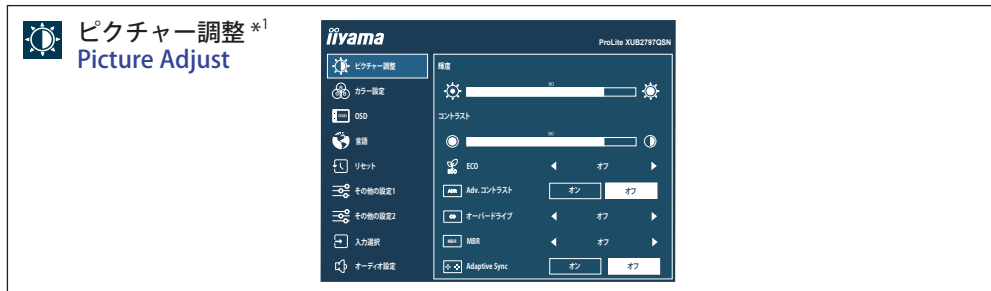 ピクチャー調整 *1
Picture Adjust
iiyama
ProLite XUB2797QSN
ピクチャー調整
カラー設定
OSD
言語
リセット
その他の設定1
その他の設定2
入力選択
オーディオ設定
輝度
80
コントラスト
80
ECO オフ
Adv. コントラスト オン オフ
オーバードライブ オフ
MBR MBR オフ
Adaptive Sync オン オフ